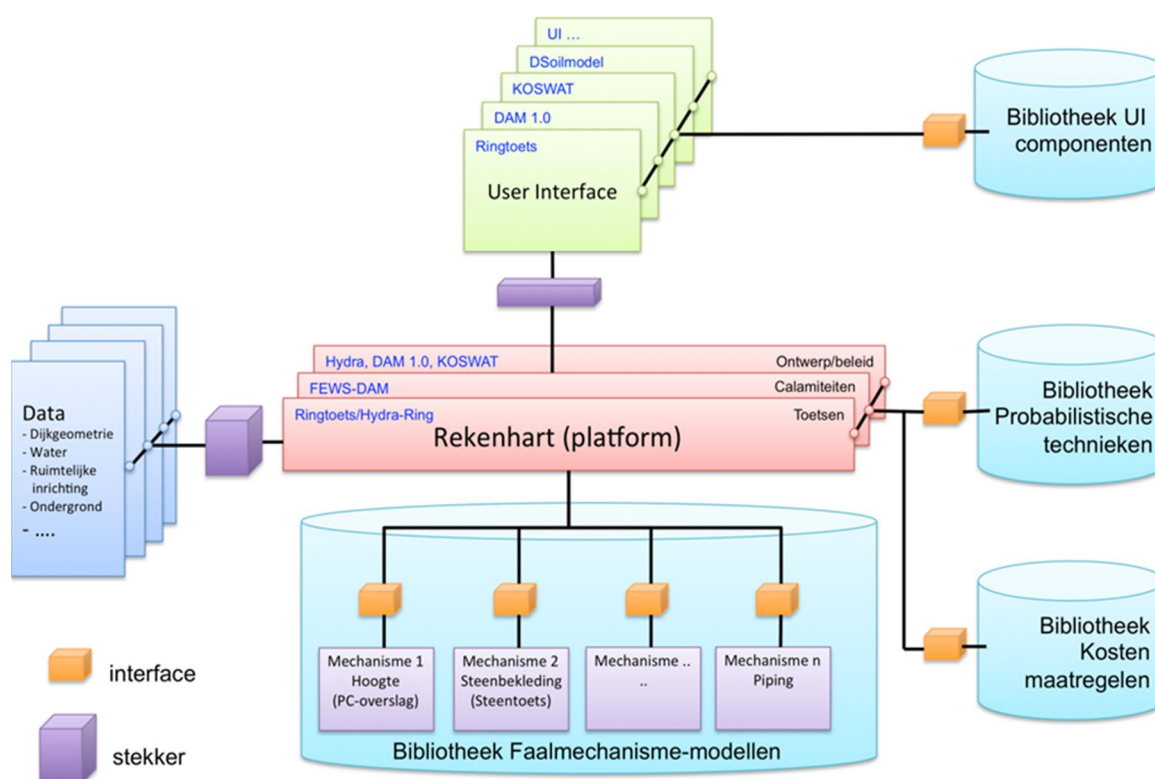 UI ...
DSoilmodel
KOSWAT
DAM 1.0
Ringtoets
User Interface
Bibliotheek UI
componenten
Hydra, DAM 1.0, KOSWAT
Ontwerp/beleid
FEWS-DAM
Calamiteiten
Ringtoets/Hydra-Ring
Toetsen
Rekenhart (platform)
Data
- Dijkgeometrie
- Water
- Ruimtelijke
inrichting
- Ondergrond
- ....
Bibliotheek
Probabilistische
technieken
Mechanisme 1
Hoogte
(PC-overslag)
Mechanisme 2
Steenbekleding
(Steentoets)
Mechanisme ..
..
Mechanisme n
Piping
Bibliotheek Faalmechanisme-modellen
Bibliotheek
Kosten
maatregelen
interface
stekker